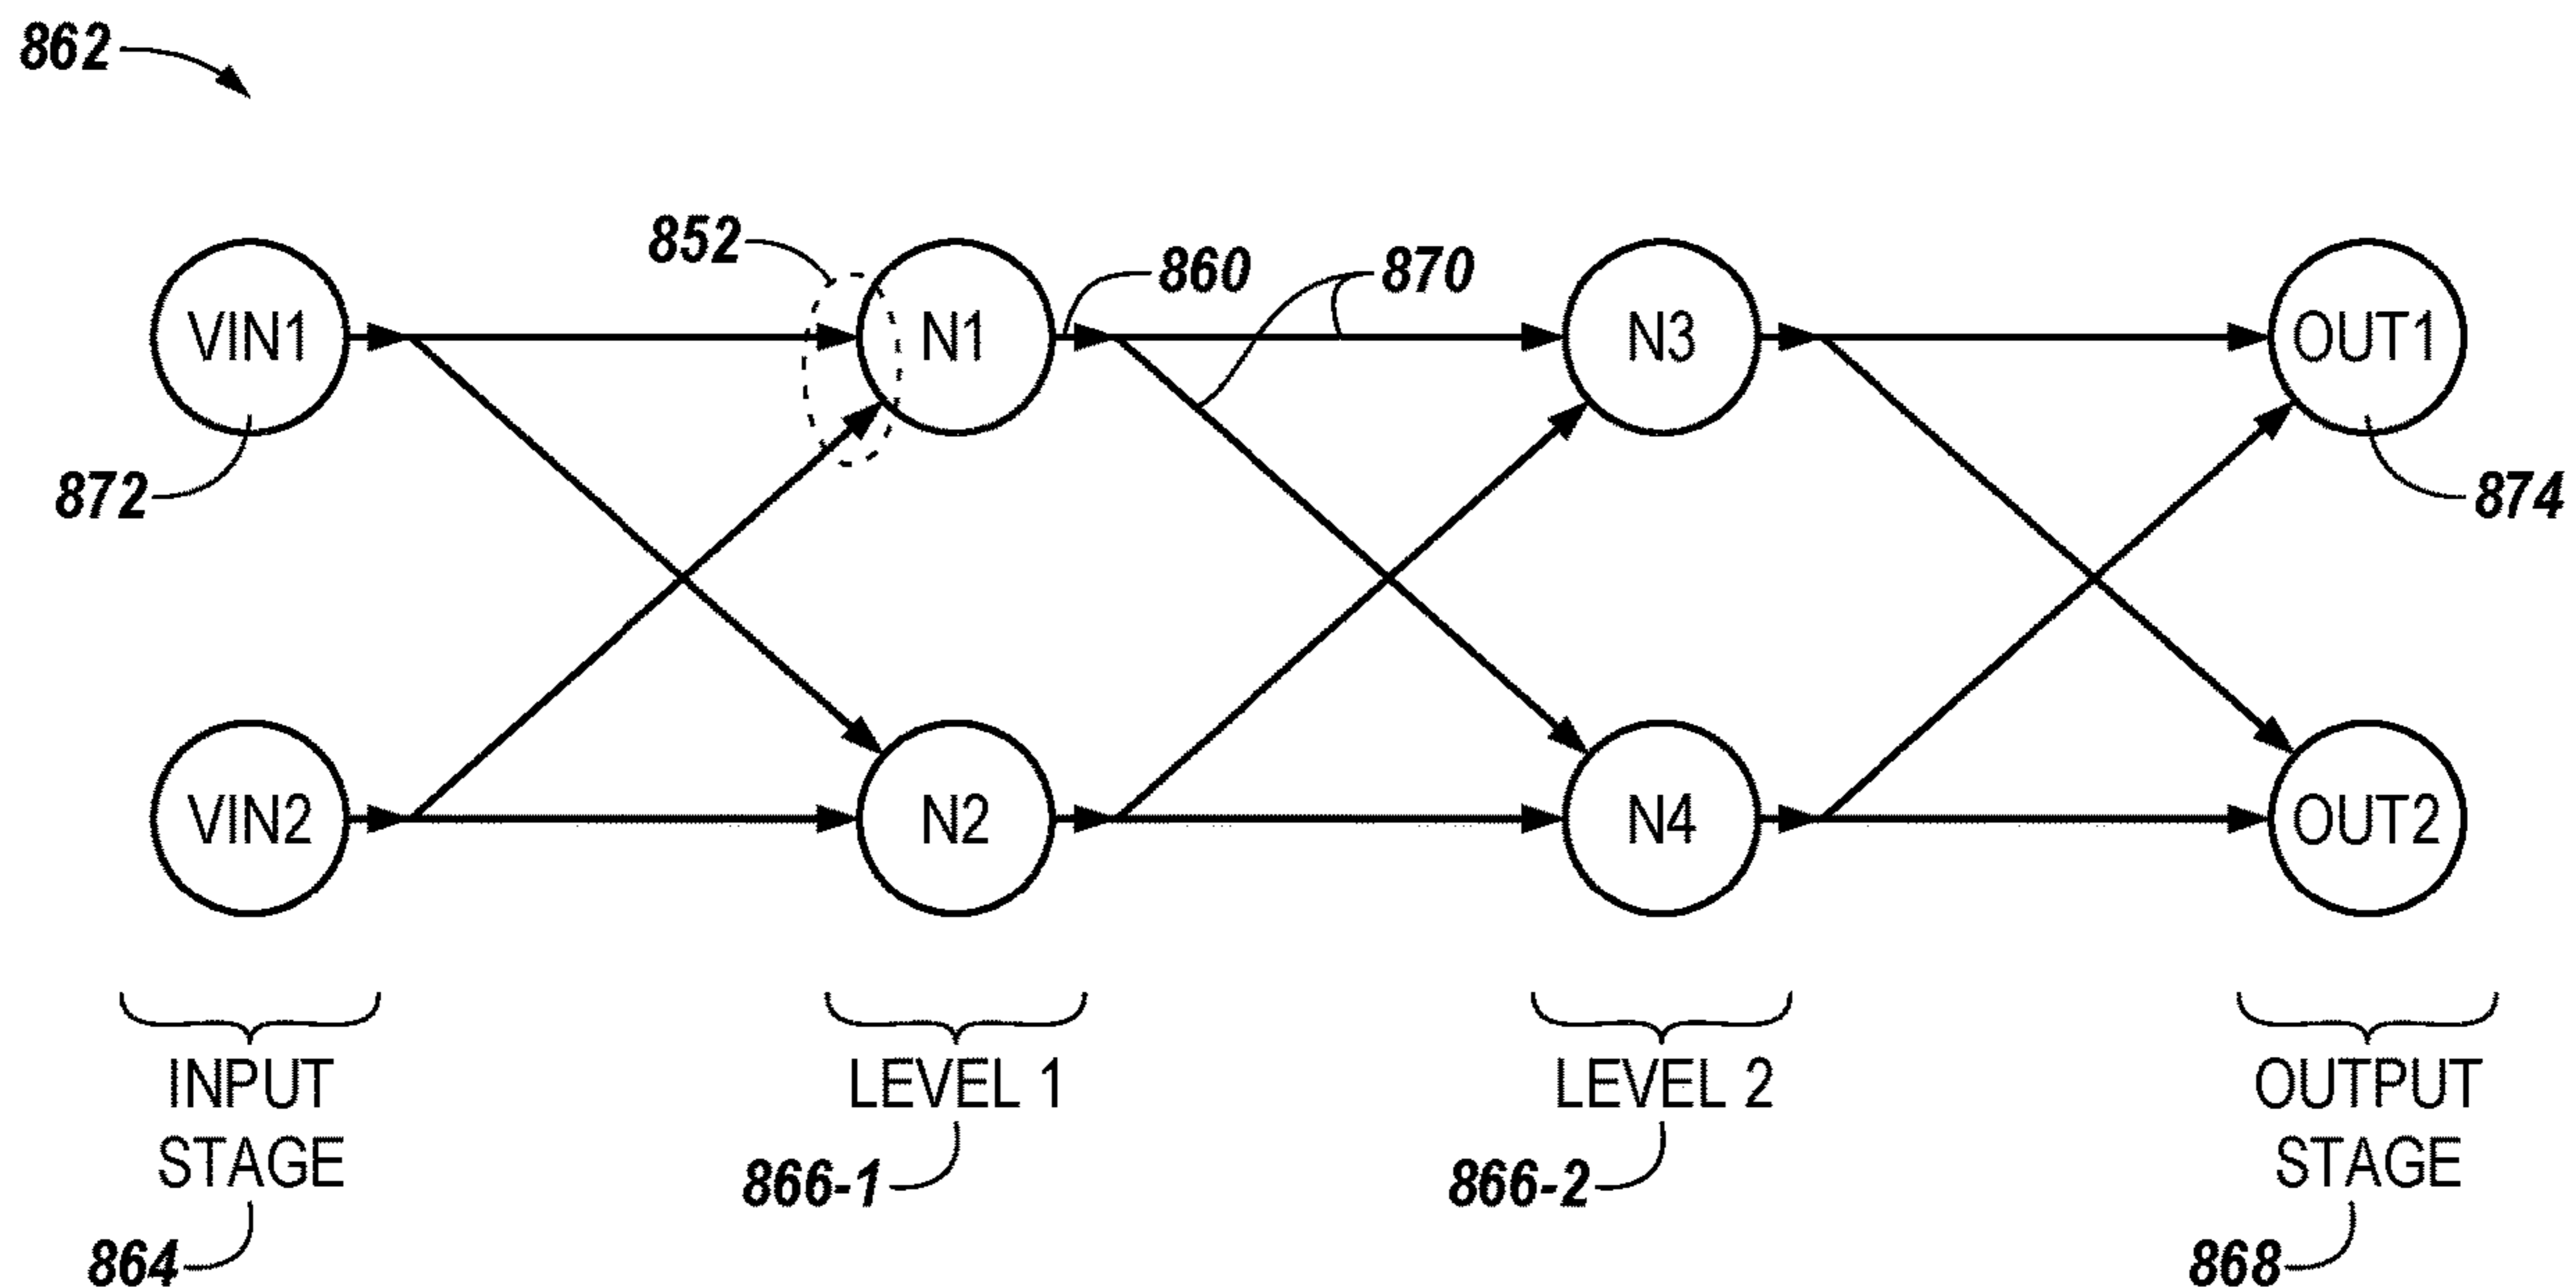 862
852
860
870
VIN1
N1
N3
OUT1
872
874
VIN2
N2
N4
OUT2
INPUT
STAGE
LEVEL 1
LEVEL 2
OUTPUT
STAGE
866-1
866-2
864
868